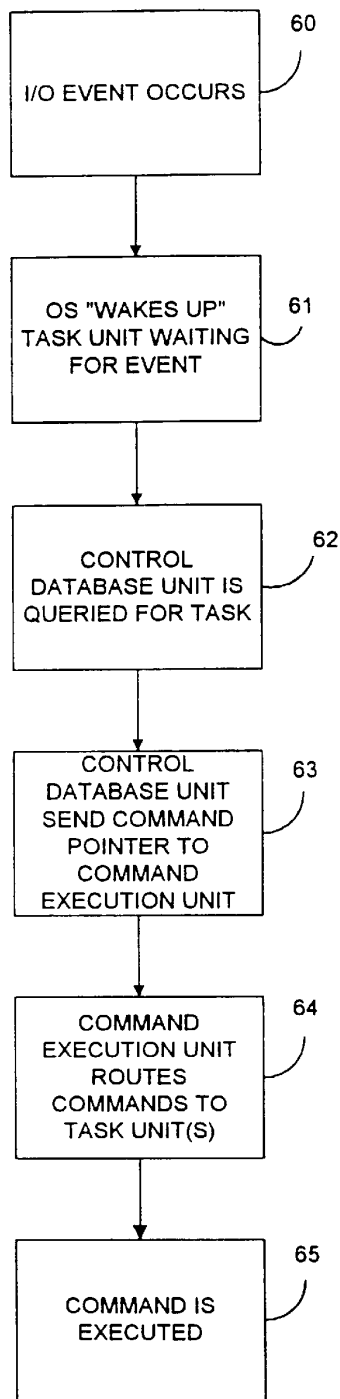 60
I/O EVENT OCCURS
61
OS "WAKES UP"
TASK UNIT WAITING
FOR EVENT
62
CONTROL
DATABASE UNIT IS
QUERIED FOR TASK
63
CONTROL
DATABASE UNIT
SEND COMMAND
POINTER TO
COMMAND
EXECUTION UNIT
64
COMMAND
EXECUTION UNIT
ROUTES
COMMANDS TO
TASK UNIT(S)
65
COMMAND IS
EXECUTED